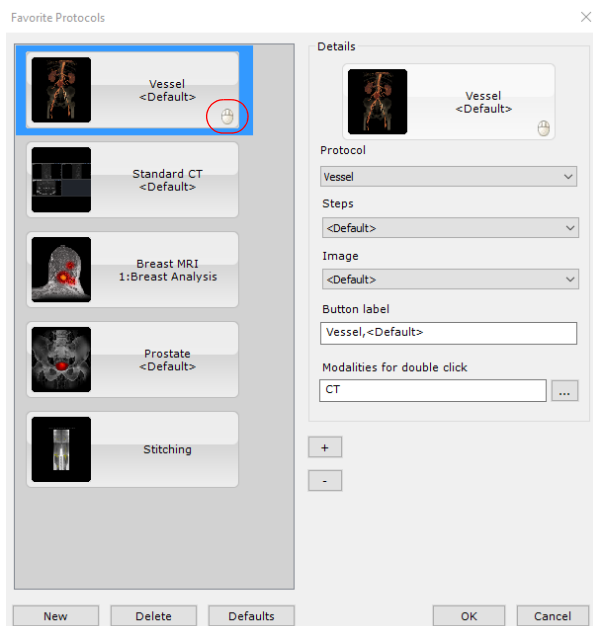 Favorite Protocols
Vessel
<Default>
Standard CT
<Default>
Breast MRI
1:Breast Analysis
Prostate
<Default>
Stitching
Details
Vessel
<Default>
Protocol
Vessel
Steps
<Default>
Image
<Default>
Button label
Vessel,<Default>
Modalities for double click
CT
...
+
-
New
Delete
Defaults
OK
Cancel